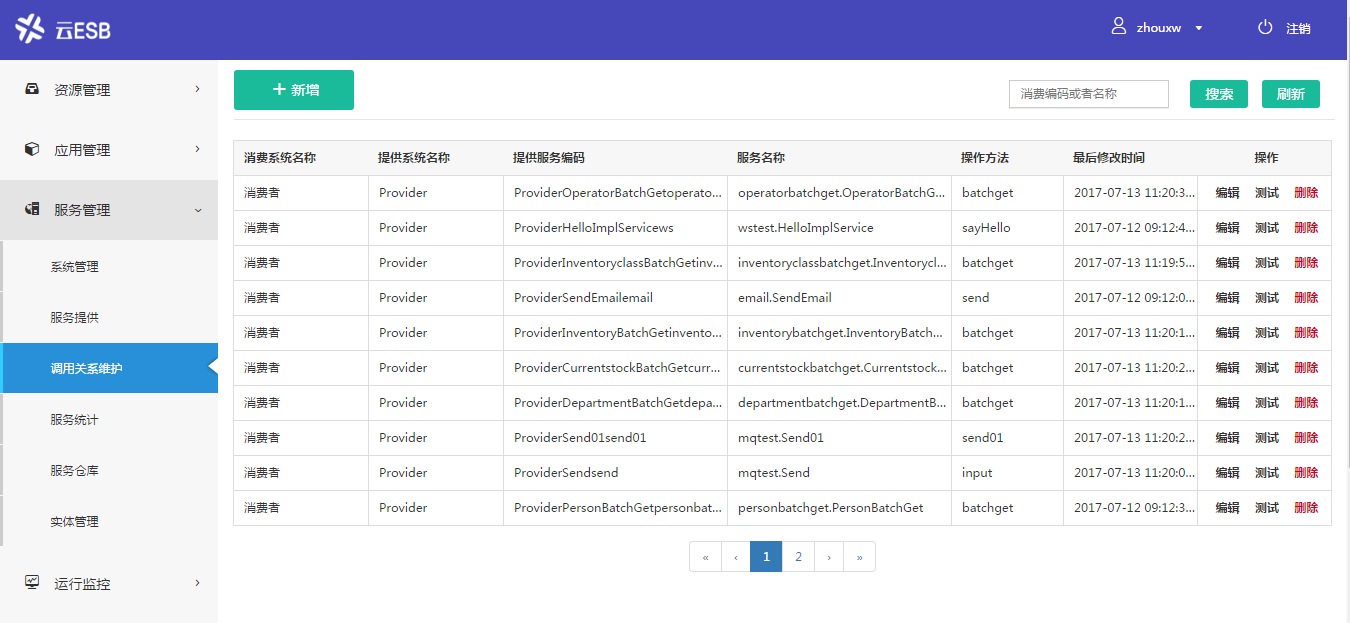 云ESB
zhouxw
注销
资源管理
应用管理
服务管理
系统管理
服务提供
调用关系维护
服务统计
服务仓库
实体管理
运行监控
+ 新增
消费编码或者名称 搜索 刷新
消费系统名称 提供系统名称 提供服务编码 服务名称 操作方法 最后修改时间 操作
消费者 Provider ProviderOperatorBatchGetoperato... operatorbatchget.OperatorBatchG... batchget 2017-07-13 11:20:3... 编辑 测试 删除
消费者 Provider ProviderHelloImplServicews wstest.HelloImplService sayHello 2017-07-12 09:12:4... 编辑 测试 删除
消费者 Provider ProviderInventoryclassBatchGetinv... inventoryclassbatchget.Inventorycl... batchget 2017-07-13 11:19:5... 编辑 测试 删除
消费者 Provider ProviderSendEmailemail email.SendEmail send 2017-07-12 09:12:0... 编辑 测试 删除
消费者 Provider ProviderInventoryBatchGetinvento... inventorybatchget.InventoryBatch... batchget 2017-07-13 11:20:1... 编辑 测试 删除
消费者 Provider ProviderCurrentstockBatchGetcurr... currentstockbatchget.Currentstock... batchget 2017-07-13 11:20:2... 编辑 测试 删除
消费者 Provider ProviderDepartmentBatchGetdepa... departmentbatchget.DepartmentB... batchget 2017-07-13 11:20:1... 编辑 测试 删除
消费者 Provider ProviderSend01send01 mqtest.Send01 send01 2017-07-13 11:20:2... 编辑 测试 删除
消费者 Provider ProviderSendsend mqtest.Send input 2017-07-13 11:20:0... 编辑 测试 删除
消费者 Provider ProviderPersonBatchGetpersonbat... personbatchget.PersonBatchGet batchget 2017-07-12 09:12:3... 编辑 测试 删除
« ‹ 1 2 › »